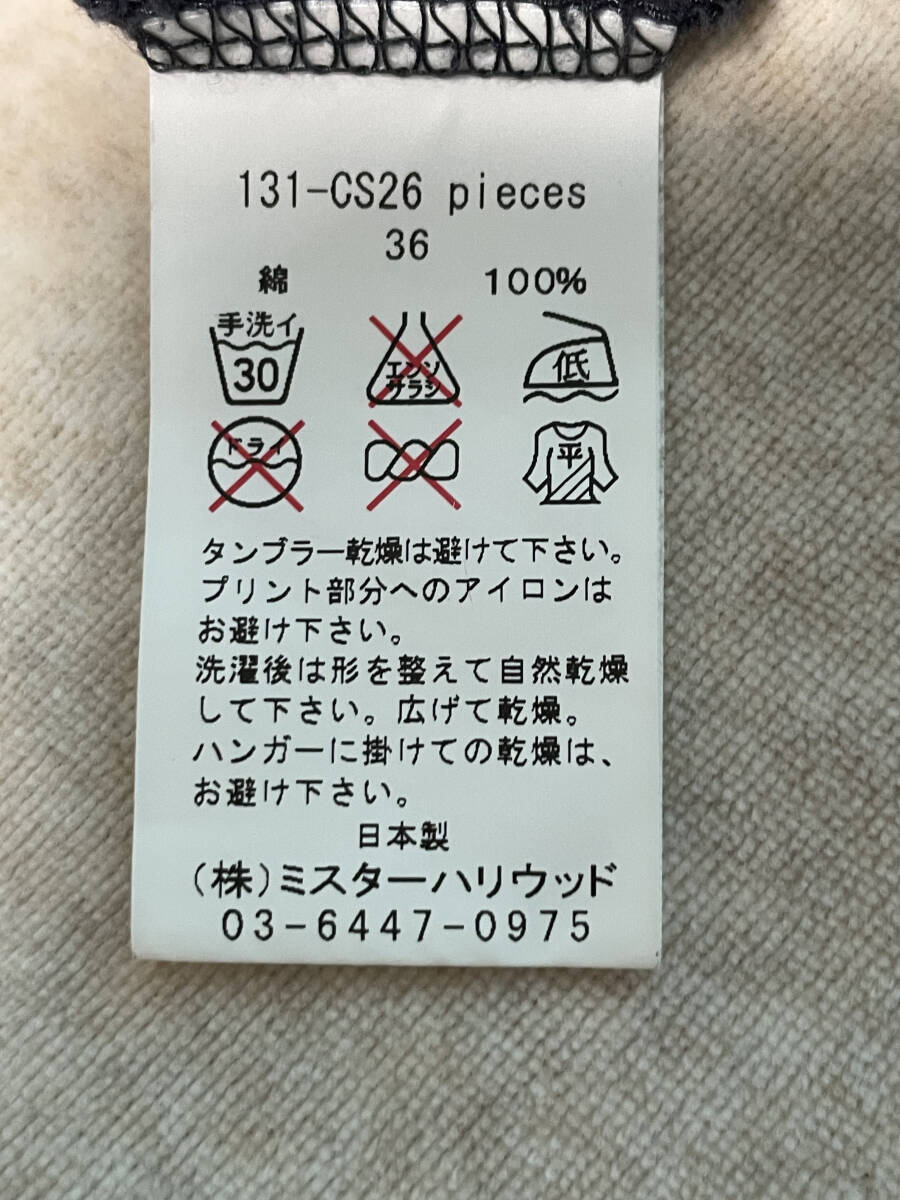 131-CS26 pieces
36
綿 100%
手洗イ
30
エンソ
サラシ
低
ドライ
平
タンブラー乾燥は避けて下さい。
プリント部分へのアイロンは
お避け下さい。
洗濯後は形を整えて自然乾燥
して下さい。広げて乾燥。
ハンガーに掛けての乾燥は、
お避け下さい。
日本製
(株)ミスターハリウッド
03-6447-0975